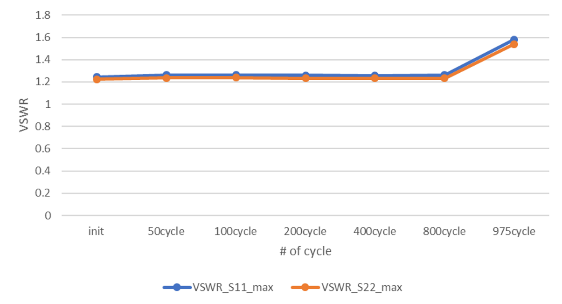 1.8
1.6
1.4
1.2
1
0.8
0.6
0.4
0.2
0
VSWR
init 50cycle 100cycle 200cycle 400cycle 800cycle 975cycle
# of cycle
VSWR_S11_max VSWR_S22_max